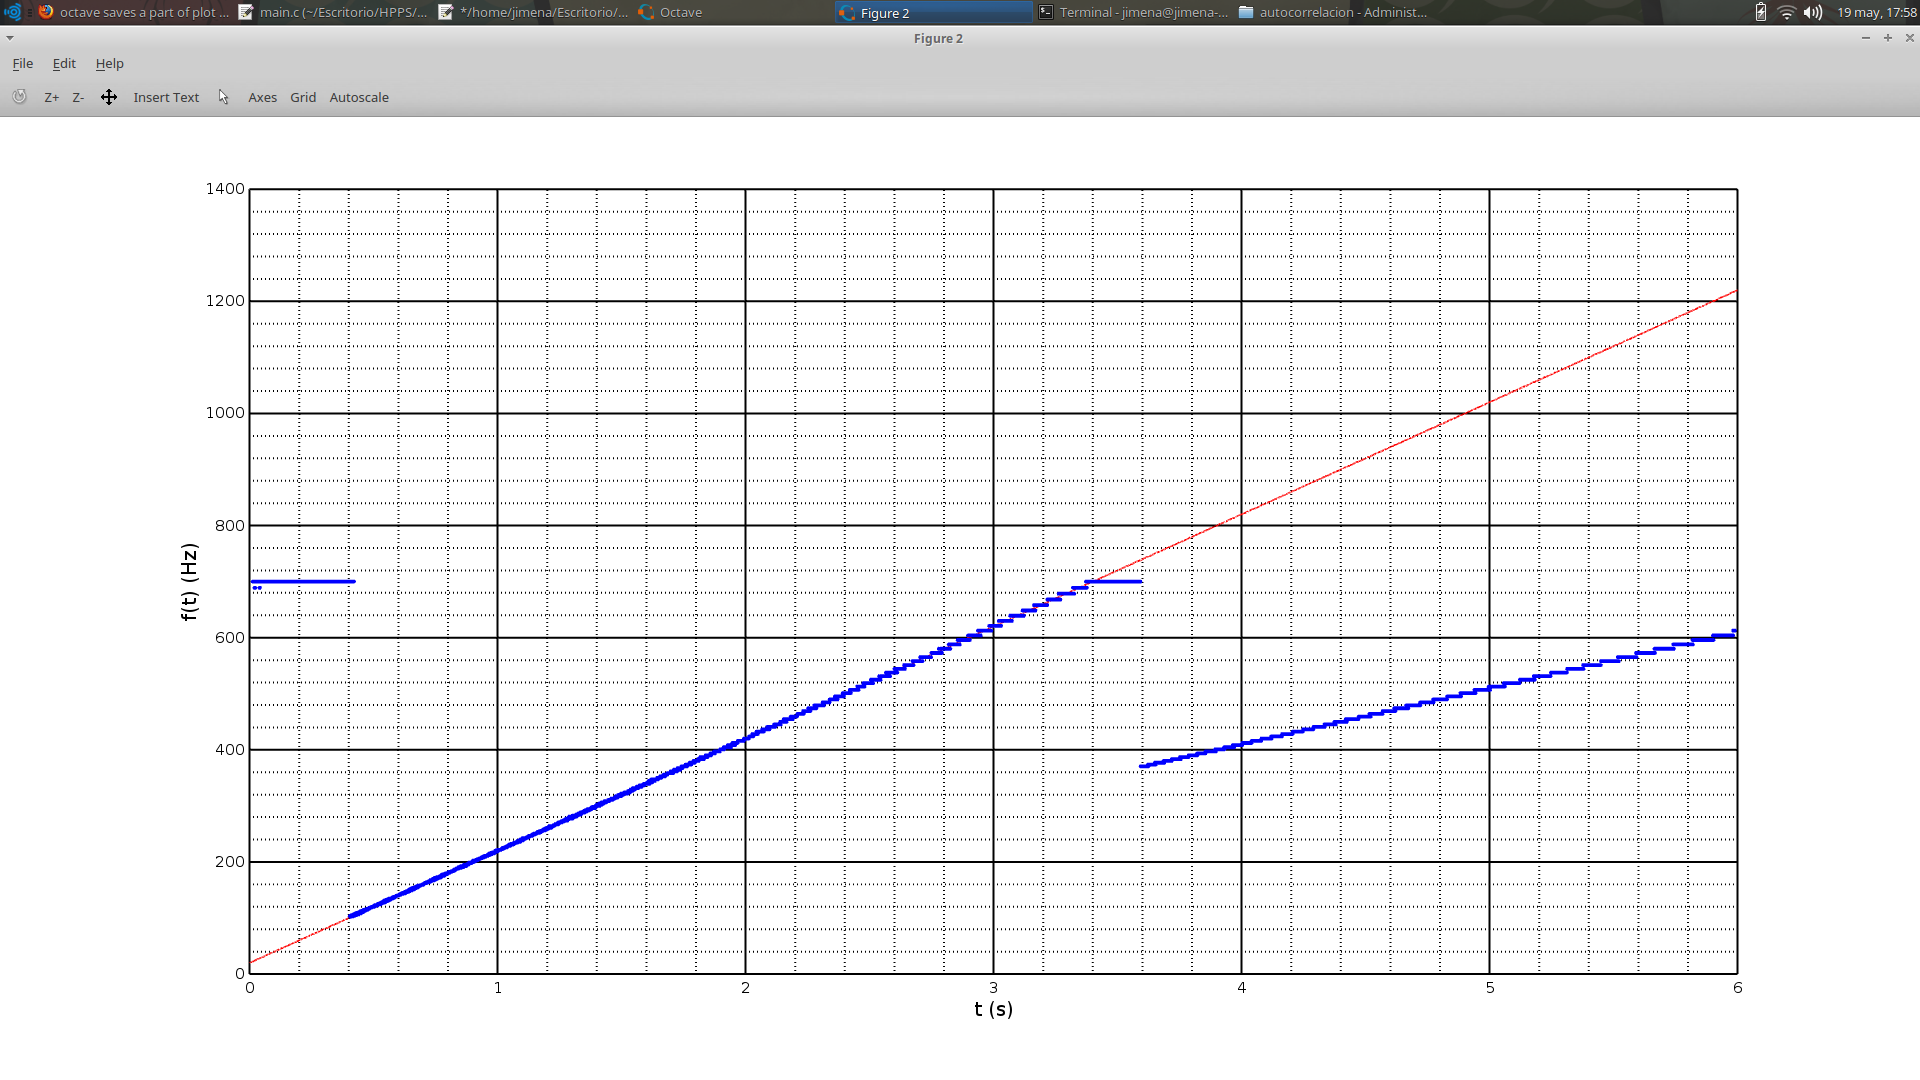 octave saves a part of plot ... main.c (~/Escritorio/HPPS/... */home/jimena/Escritorio/... Octave Figure 2 Terminal - jimena@jimena-... autocorrelacion - Administ... 19 may, 17:58
Figure 2
File Edit Help
Z+ Z- Insert Text Axes Grid Autoscale
1400
1200
1000
800
600
400
200
0
f(t) (Hz)
0 1 2 3 4 5 6
t (s)